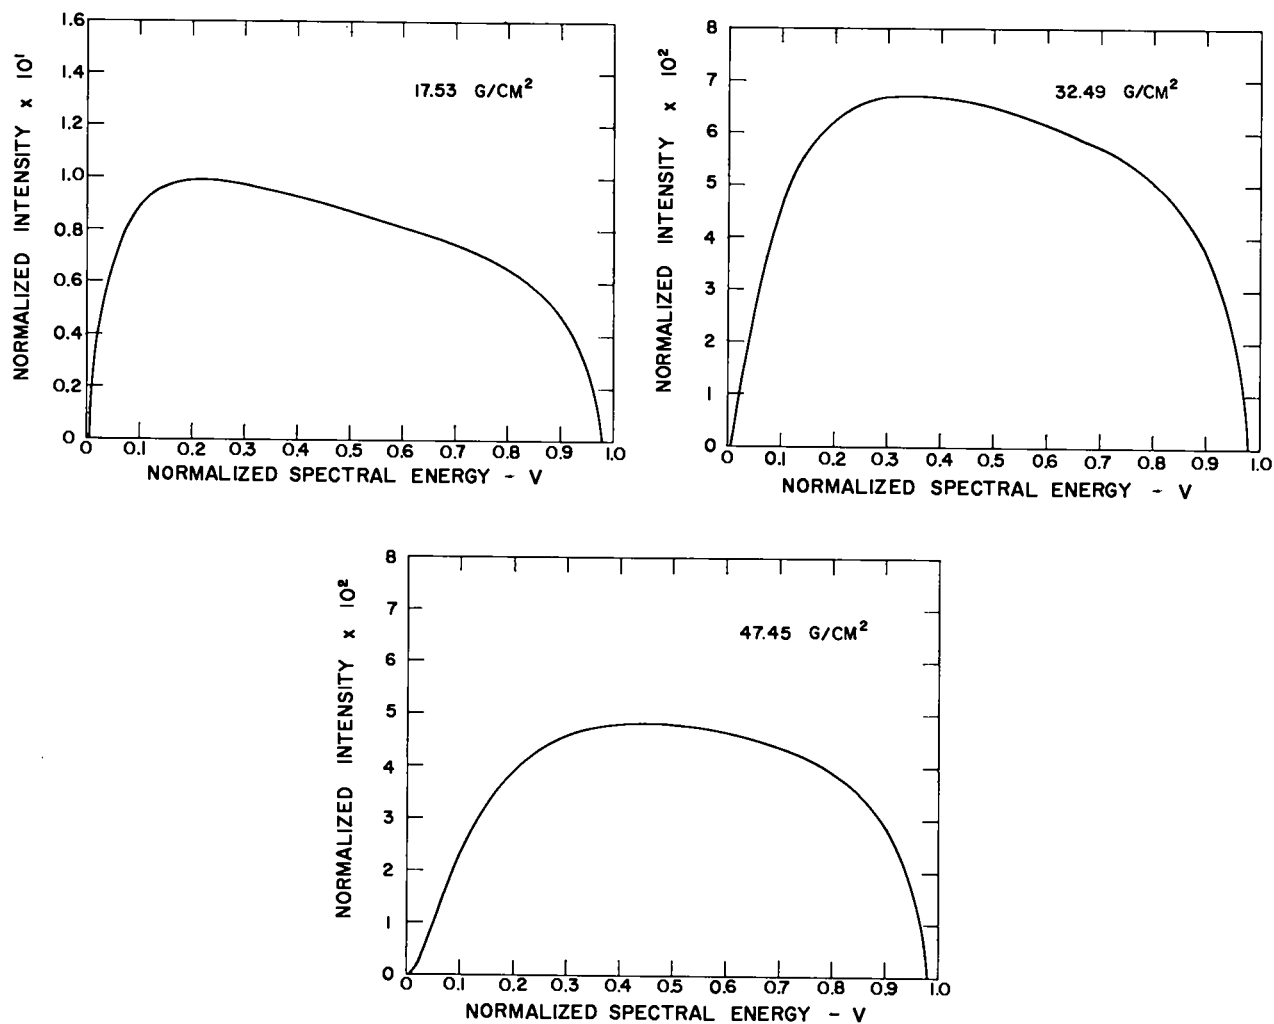 1.6
1.4
1.2
1.0
0.8
0.6
0.4
0.2
0
NORMALIZED INTENSITY x 10¹
17.53 G/CM²
0 0.1 0.2 0.3 0.4 0.5 0.6 0.7 0.8 0.9 1.0
NORMALIZED SPECTRAL ENERGY - V
8
7
6
5
4
3
2
1
0
NORMALIZED INTENSITY x 10²
32.49 G/CM²
0 0.1 0.2 0.3 0.4 0.5 0.6 0.7 0.8 0.9 1.0
NORMALIZED SPECTRAL ENERGY - V
8
7
6
5
4
3
2
1
0
NORMALIZED INTENSITY x 10²
47.45 G/CM²
0 0.1 0.2 0.3 0.4 0.5 0.6 0.7 0.8 0.9 1.0
NORMALIZED SPECTRAL ENERGY - V